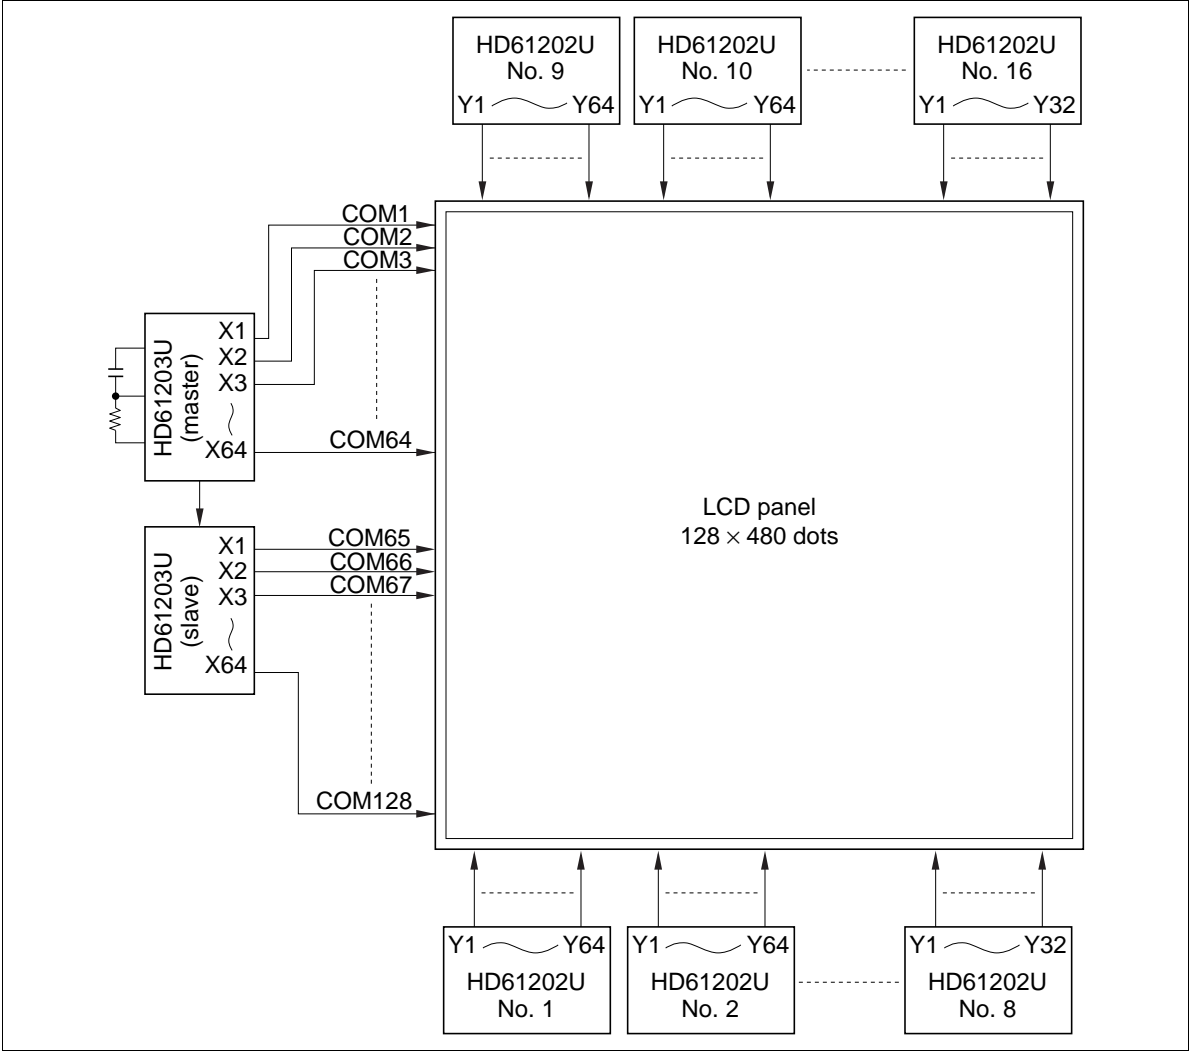 HD61202U
No. 9
Y1 Y64
HD61202U
No. 10
Y1 Y64
HD61202U
No. 16
Y1 Y32
COM1
COM2
COM3
COM64
HD61203U
(master)
X1
X2
X3
X64
HD61203U
(slave)
X1
X2
X3
X64
COM65
COM66
COM67
COM128
LCD panel
128 × 480 dots
Y1 Y64
HD61202U
No. 1
Y1 Y64
HD61202U
No. 2
Y1 Y32
HD61202U
No. 8